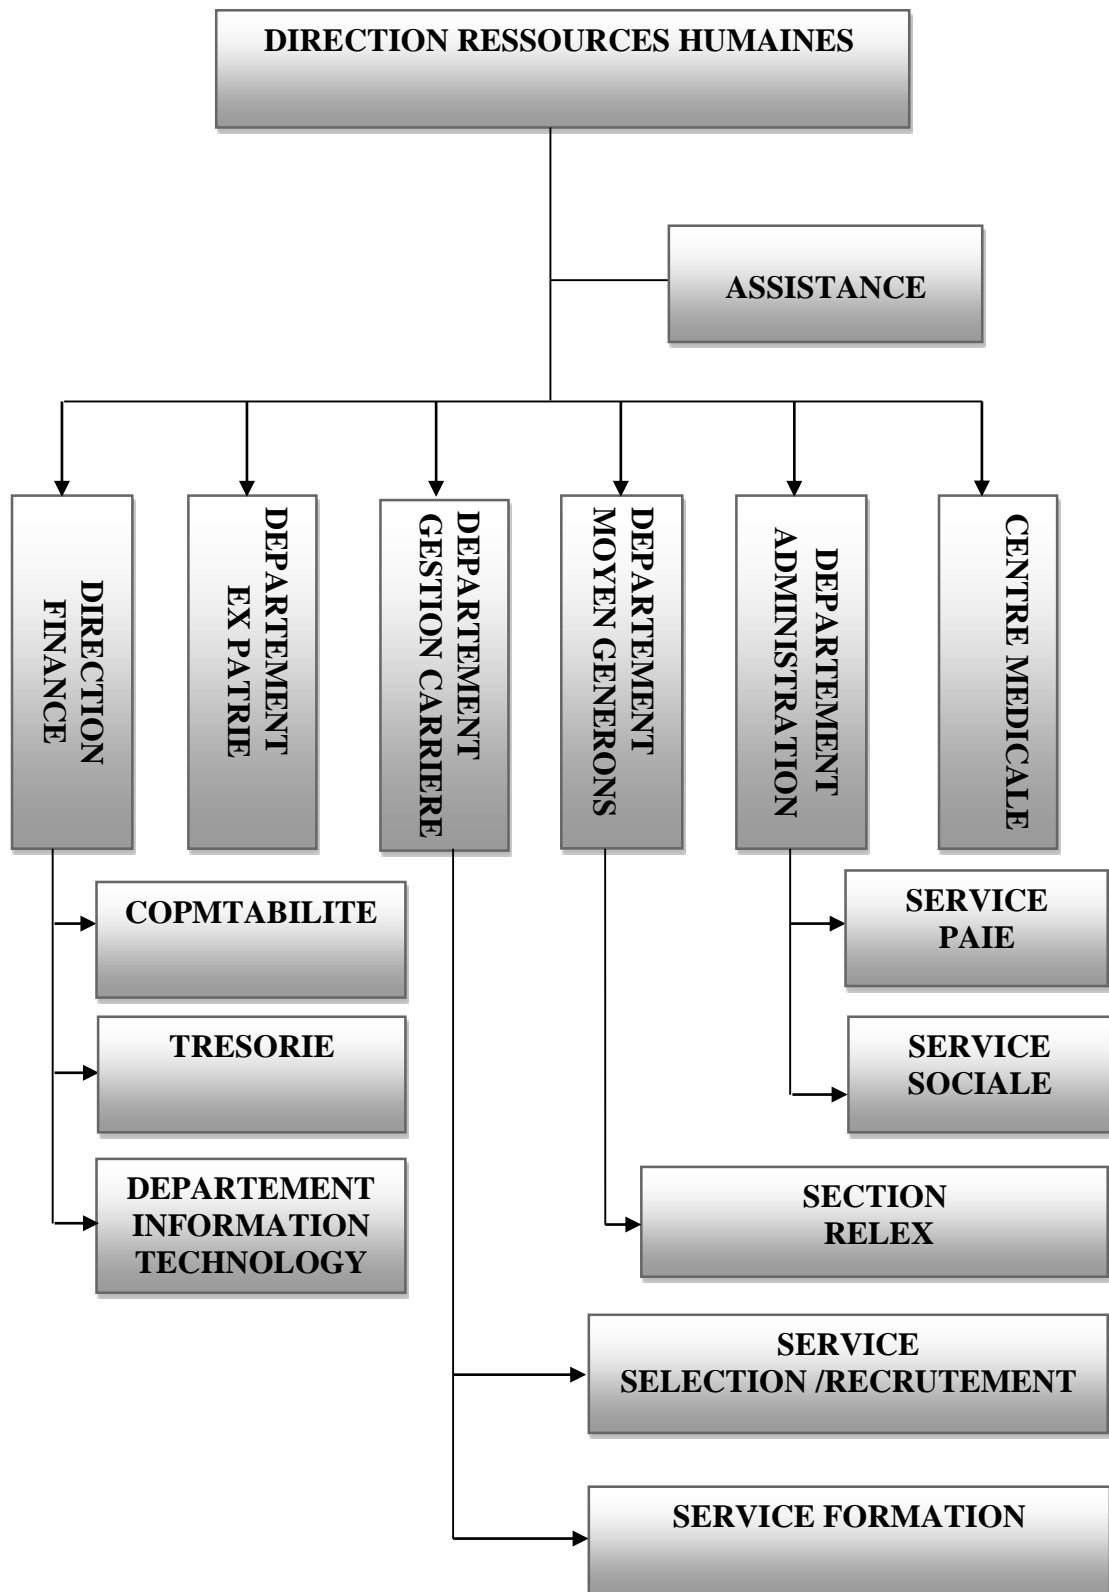 DIRECTION RESSOURCES HUMAINES
ASSISTANCE
DIRECTION
FINANCE
DEPARTEMENT
EX PATRIE
DEPARTEMENT
GESTION CARRIERE
DEPARTEMENT
MOYEN GENERONS
DEPARTEMENT
ADMINISTRATION
CENTRE MEDICALE
COPMTABILITE
TRESORIE
DEPARTEMENT
INFORMATION
TECHNOLOGY
SERVICE
PAIE
SERVICE
SOCIALE
SECTION
RELEX
SERVICE
SELECTION /RECRUTEMENT
SERVICE FORMATION